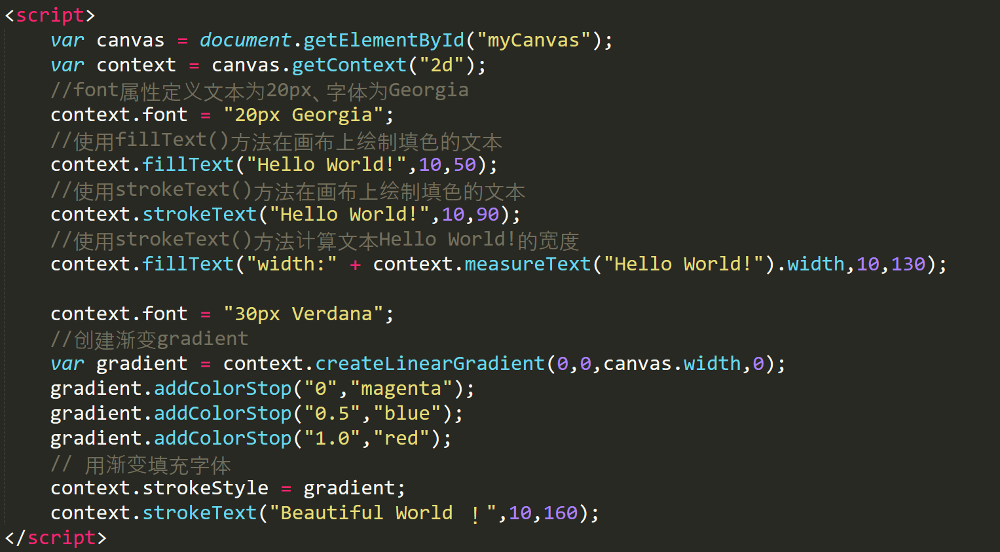 <script>
var canvas = document.getElementById("myCanvas");
var context = canvas.getContext("2d");
//font属性定义文本为20px、字体为Georgia
context.font = "20px Georgia";
//使用fillText()方法在画布上绘制填色的文本
context.fillText("Hello World!",10,50);
//使用strokeText()方法在画布上绘制填色的文本
context.strokeText("Hello World!",10,90);
//使用strokeText()方法计算文本Hello World!的宽度
context.fillText("width:" + context.measureText("Hello World!").width,10,130);
context.font = "30px Verdana";
//创建渐变gradient
var gradient = context.createLinearGradient(0,0,canvas.width,0);
gradient.addColorStop("0","magenta");
gradient.addColorStop("0.5","blue");
gradient.addColorStop("1.0","red");
// 用渐变填充字体
context.strokeStyle = gradient;
context.strokeText("Beautiful World ！",10,160);
</script>